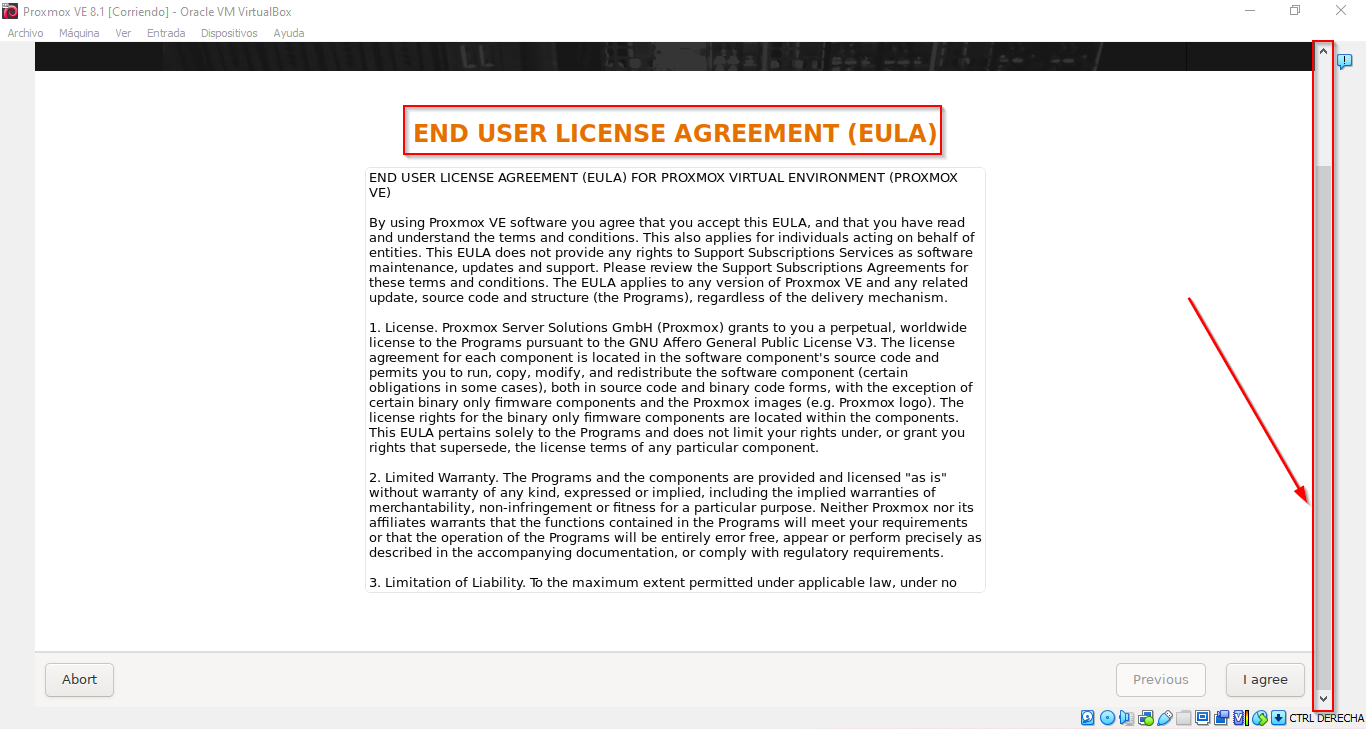 Proxmox VE 8.1 [Corriendo] - Oracle VM VirtualBox
Archivo Máquina Ver Entrada Dispositivos Ayuda
END USER LICENSE AGREEMENT (EULA)
END USER LICENSE AGREEMENT (EULA) FOR PROXMOX VIRTUAL ENVIRONMENT (PROXMOX
VE)
By using Proxmox VE software you agree that you accept this EULA, and that you have read
and understand the terms and conditions. This also applies for individuals acting on behalf of
entities. This EULA does not provide any rights to Support Subscriptions Services as software
maintenance, updates and support. Please review the Support Subscriptions Agreements for
these terms and conditions. The EULA applies to any version of Proxmox VE and any related
update, source code and structure (the Programs), regardless of the delivery mechanism.
1. License. Proxmox Server Solutions GmbH (Proxmox) grants to you a perpetual, worldwide
license to the Programs pursuant to the GNU Affero General Public License V3. The license
agreement for each component is located in the software component's source code and
permits you to run, copy, modify, and redistribute the software component (certain
obligations in some cases), both in source code and binary code forms, with the exception of
certain binary only firmware components and the Proxmox images (e.g. Proxmox logo). The
license rights for the binary only firmware components are located within the components.
This EULA pertains solely to the Programs and does not limit your rights under, or grant you
rights that supersede, the license terms of any particular component.
2. Limited Warranty. The Programs and the components are provided and licensed "as is"
without warranty of any kind, expressed or implied, including the implied warranties of
merchantability, non-infringement or fitness for a particular purpose. Neither Proxmox nor its
affiliates warrants that the functions contained in the Programs will meet your requirements
or that the operation of the Programs will be entirely error free, appear or perform precisely as
described in the accompanying documentation, or comply with regulatory requirements.
3. Limitation of Liability. To the maximum extent permitted under applicable law, under no
Abort
Previous
I agree
CTRL DERECHA